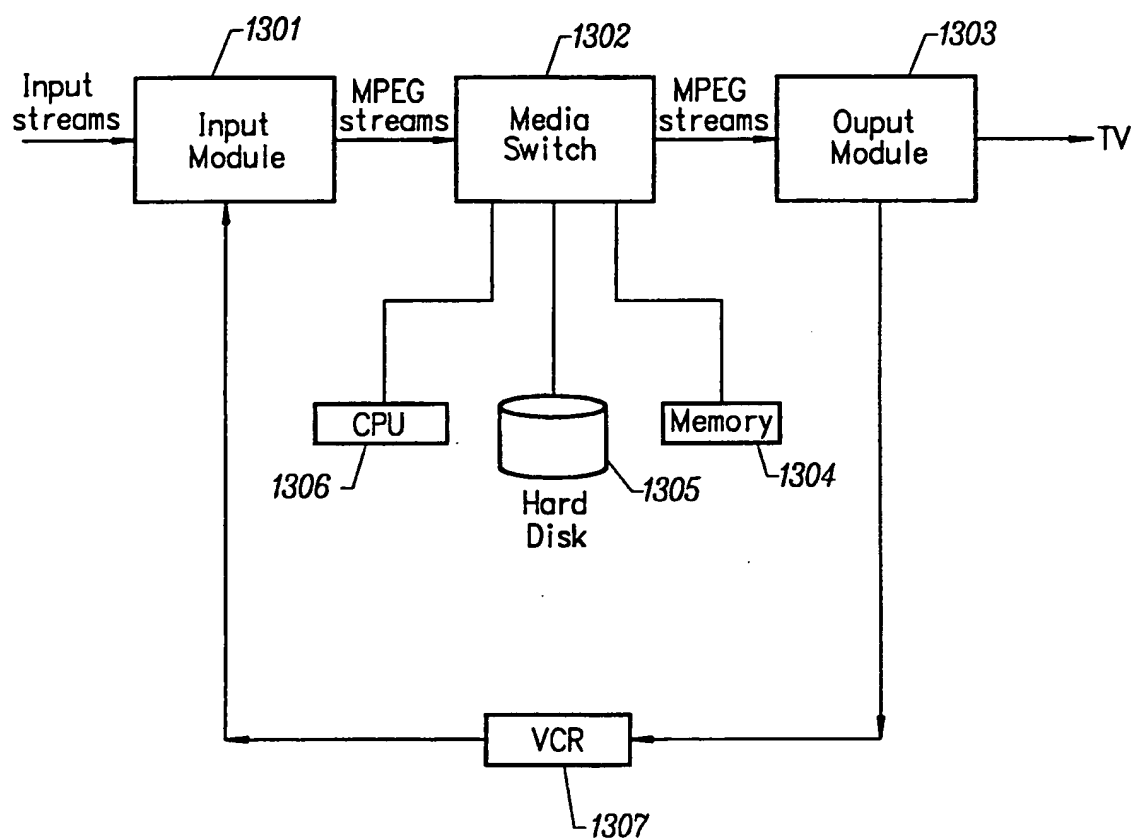 1301
1302
1303
Input
streams
Input
Module
MPEG
streams
Media
Switch
MPEG
streams
Ouput
Module
TV
CPU
1306
Hard
Disk
1305
Memory
1304
VCR
1307